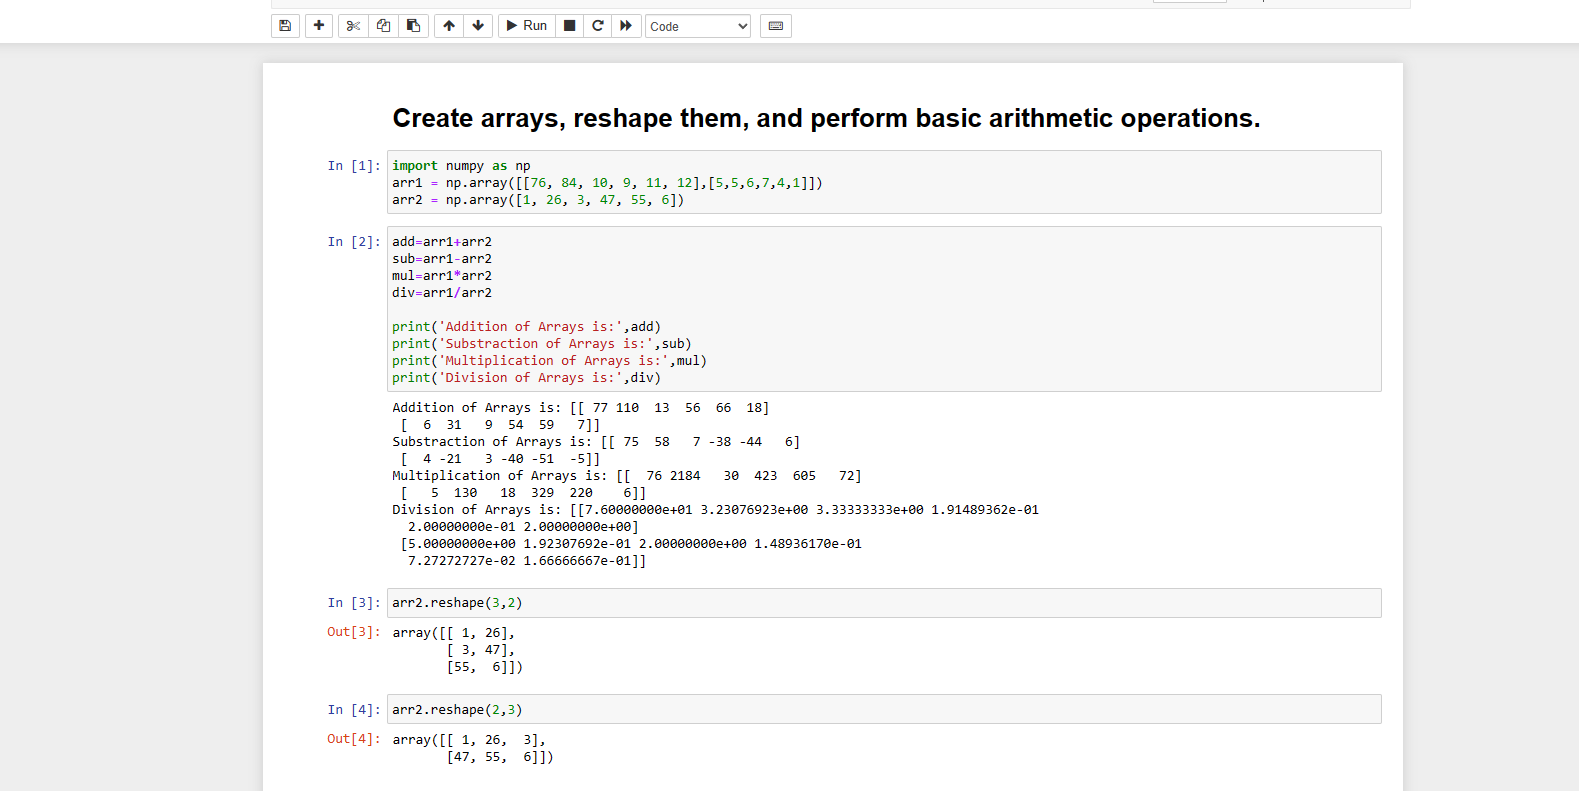 Run Code
Create arrays, reshape them, and perform basic arithmetic operations.
In [1]: import numpy as np
arr1 = np.array([[76, 84, 10, 9, 11, 12],[5,5,6,7,4,1]])
arr2 = np.array([1, 26, 3, 47, 55, 6])
In [2]: add=arr1+arr2
sub=arr1-arr2
mul=arr1*arr2
div=arr1/arr2
print('Addition of Arrays is:',add)
print('Substraction of Arrays is:',sub)
print('Multiplication of Arrays is:',mul)
print('Division of Arrays is:',div)
Addition of Arrays is: [[ 77 110  13  56  66  18]
 [  6  31   9  54  59   7]]
Substraction of Arrays is: [[ 75  58   7 -38 -44   6]
 [  4 -21   3 -40 -51  -5]]
Multiplication of Arrays is: [[  76 2184   30  423  605   72]
 [   5  130   18  329  220    6]]
Division of Arrays is: [[7.60000000e+01 3.23076923e+00 3.33333333e+00 1.91489362e-01
  2.00000000e-01 2.00000000e+00]
 [5.00000000e+00 1.92307692e-01 2.00000000e+00 1.48936170e-01
  7.27272727e-02 1.66666667e-01]]
In [3]: arr2.reshape(3,2)
Out[3]: array([[ 1, 26],
       [ 3, 47],
       [55,  6]])
In [4]: arr2.reshape(2,3)
Out[4]: array([[ 1, 26,  3],
       [47, 55,  6]])